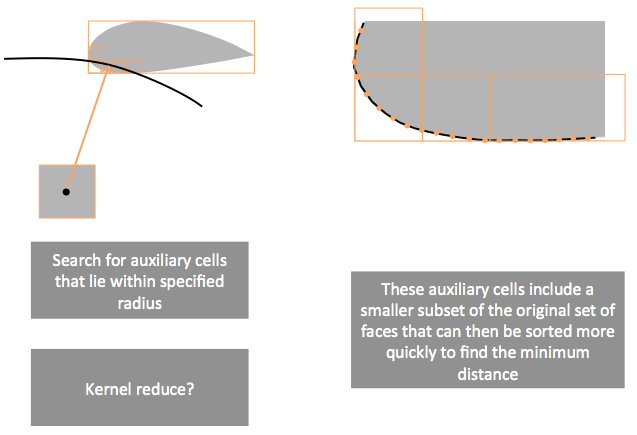 Search for auxiliary cells
that lie within specified
radius
Kernel reduce?
These auxiliary cells include a
smaller subset of the original set of
faces that can then be sorted more
quickly to find the minimum
distance